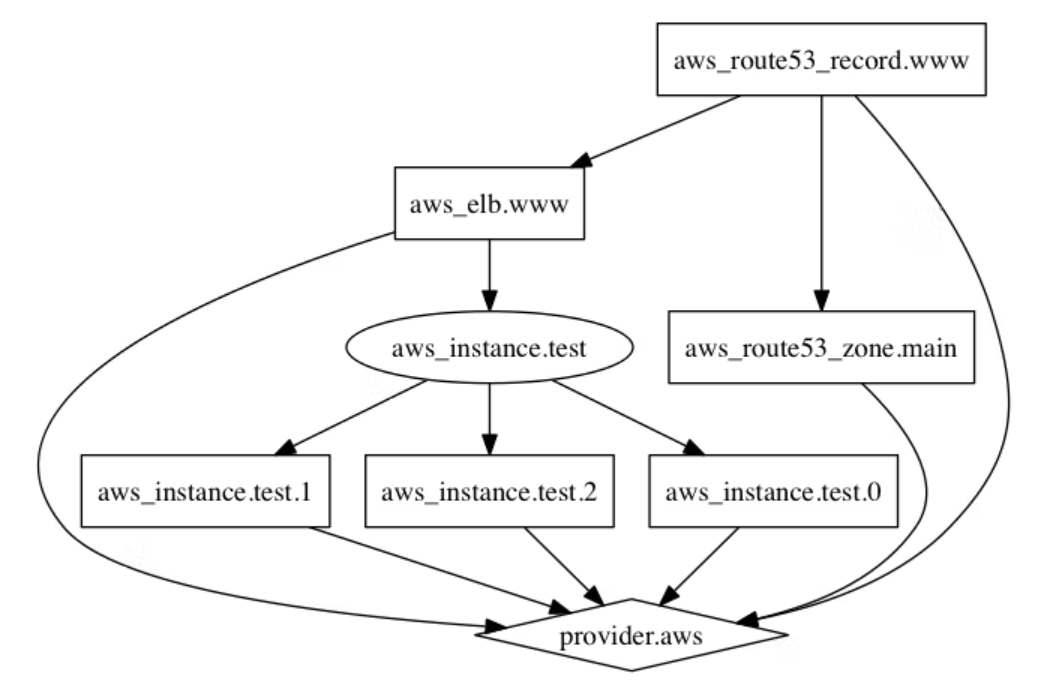 aws_route53_record.www
aws_elb.www
aws_instance.test
aws_route53_zone.main
aws_instance.test.1
aws_instance.test.2
aws_instance.test.0
provider.aws